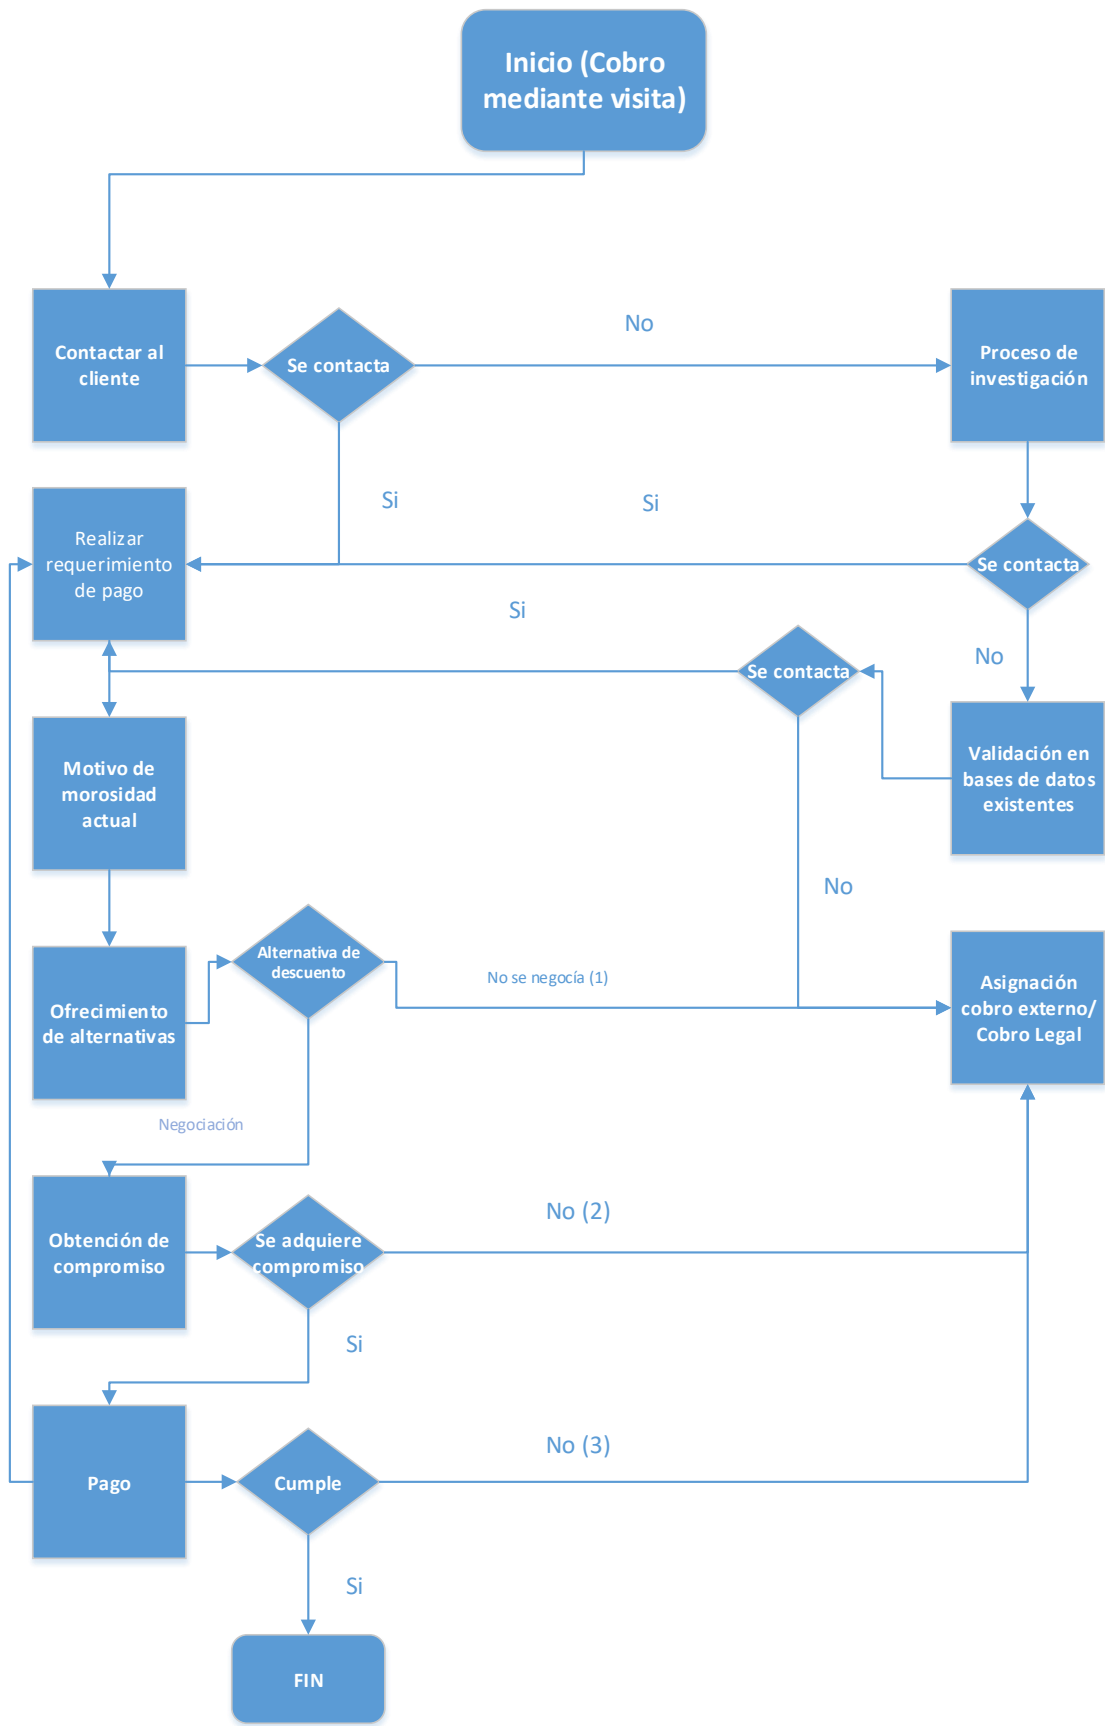 Inicio (Cobro
mediante visita)
Contactar al
cliente
Se contacta
No
Proceso de
investigación
Si
Si
Realizar
requerimiento
de pago
Se contacta
Si
No
Se contacta
Motivo de
morosidad
actual
Validación en
bases de datos
existentes
No
Alternativa de
descuento
No se negocía (1)
Ofrecimiento
de alternativas
Asignación
cobro externo/
Cobro Legal
Negociación
Obtención de
compromiso
Se adquiere
compromiso
No (2)
Si
Pago
Cumple
No (3)
Si
FIN